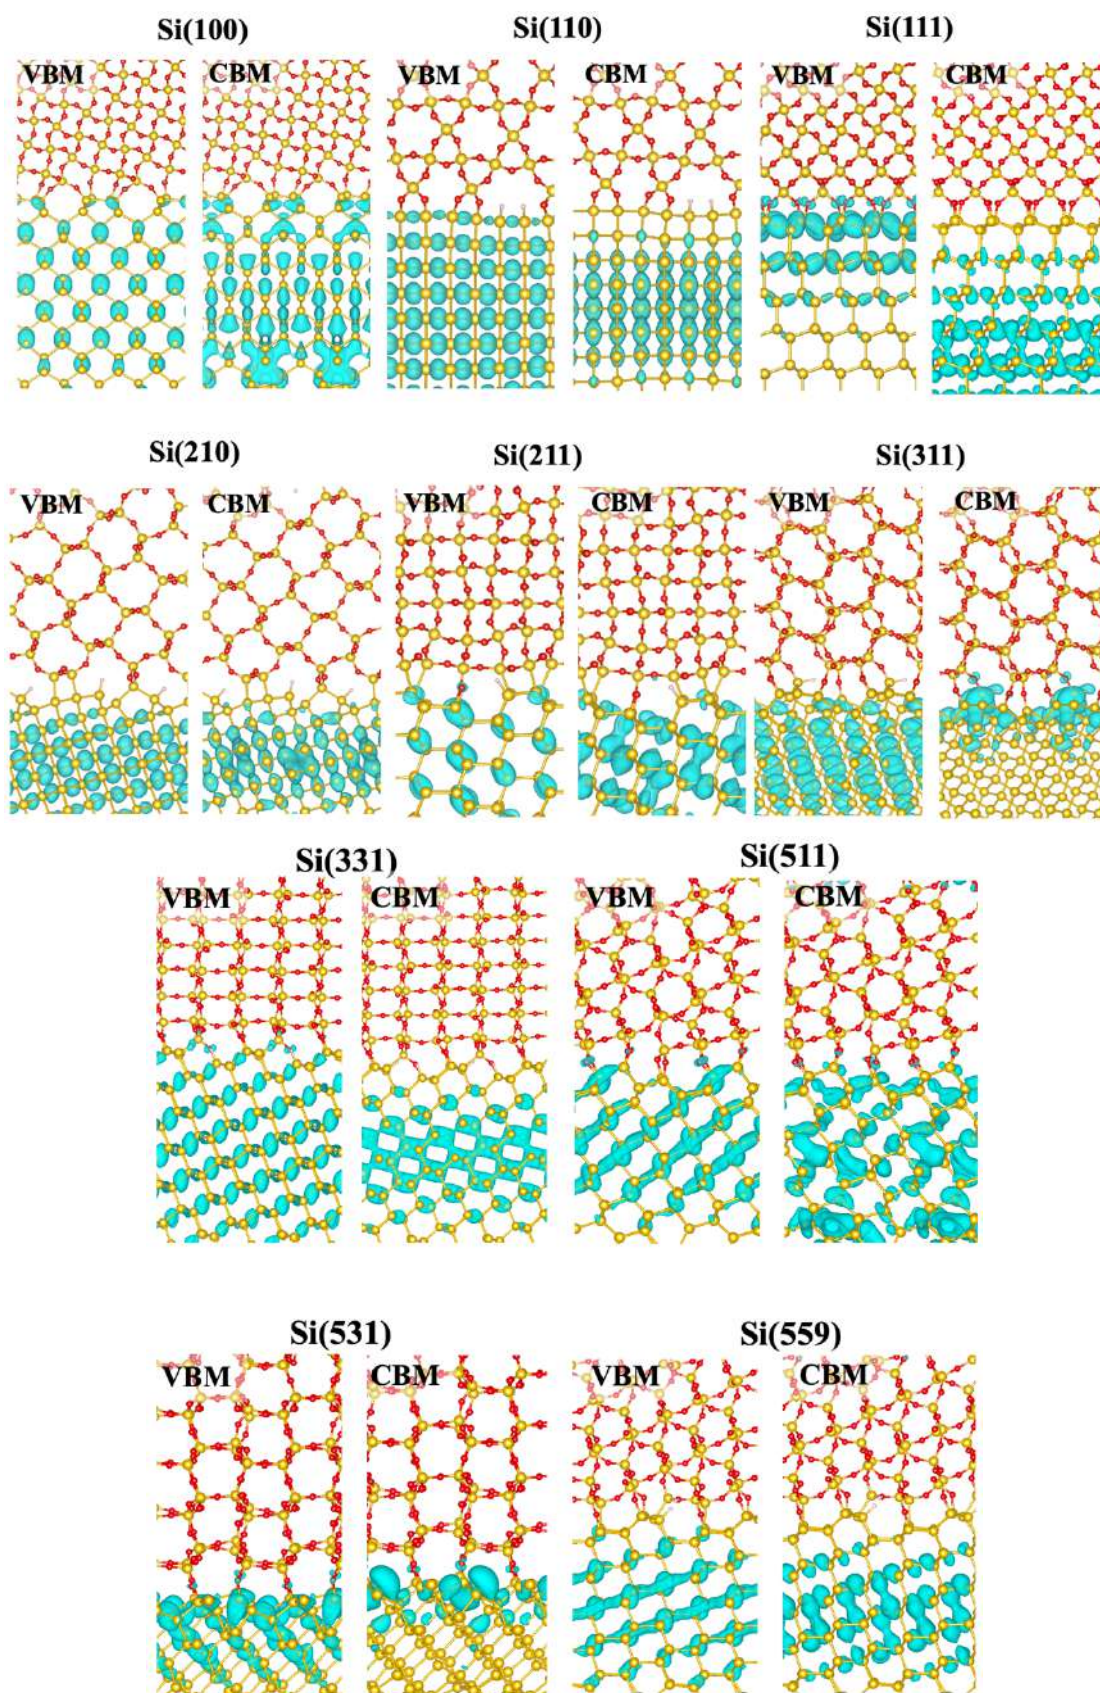 Si(100) Si(110) Si(111)
VBM CBM VBM CBM VBM CBM
Si(210) Si(211) Si(311)
VBM CBM VBM CBM VBM CBM
Si(331) Si(511)
VBM CBM VBM CBM
Si(531) Si(559)
VBM CBM VBM CBM